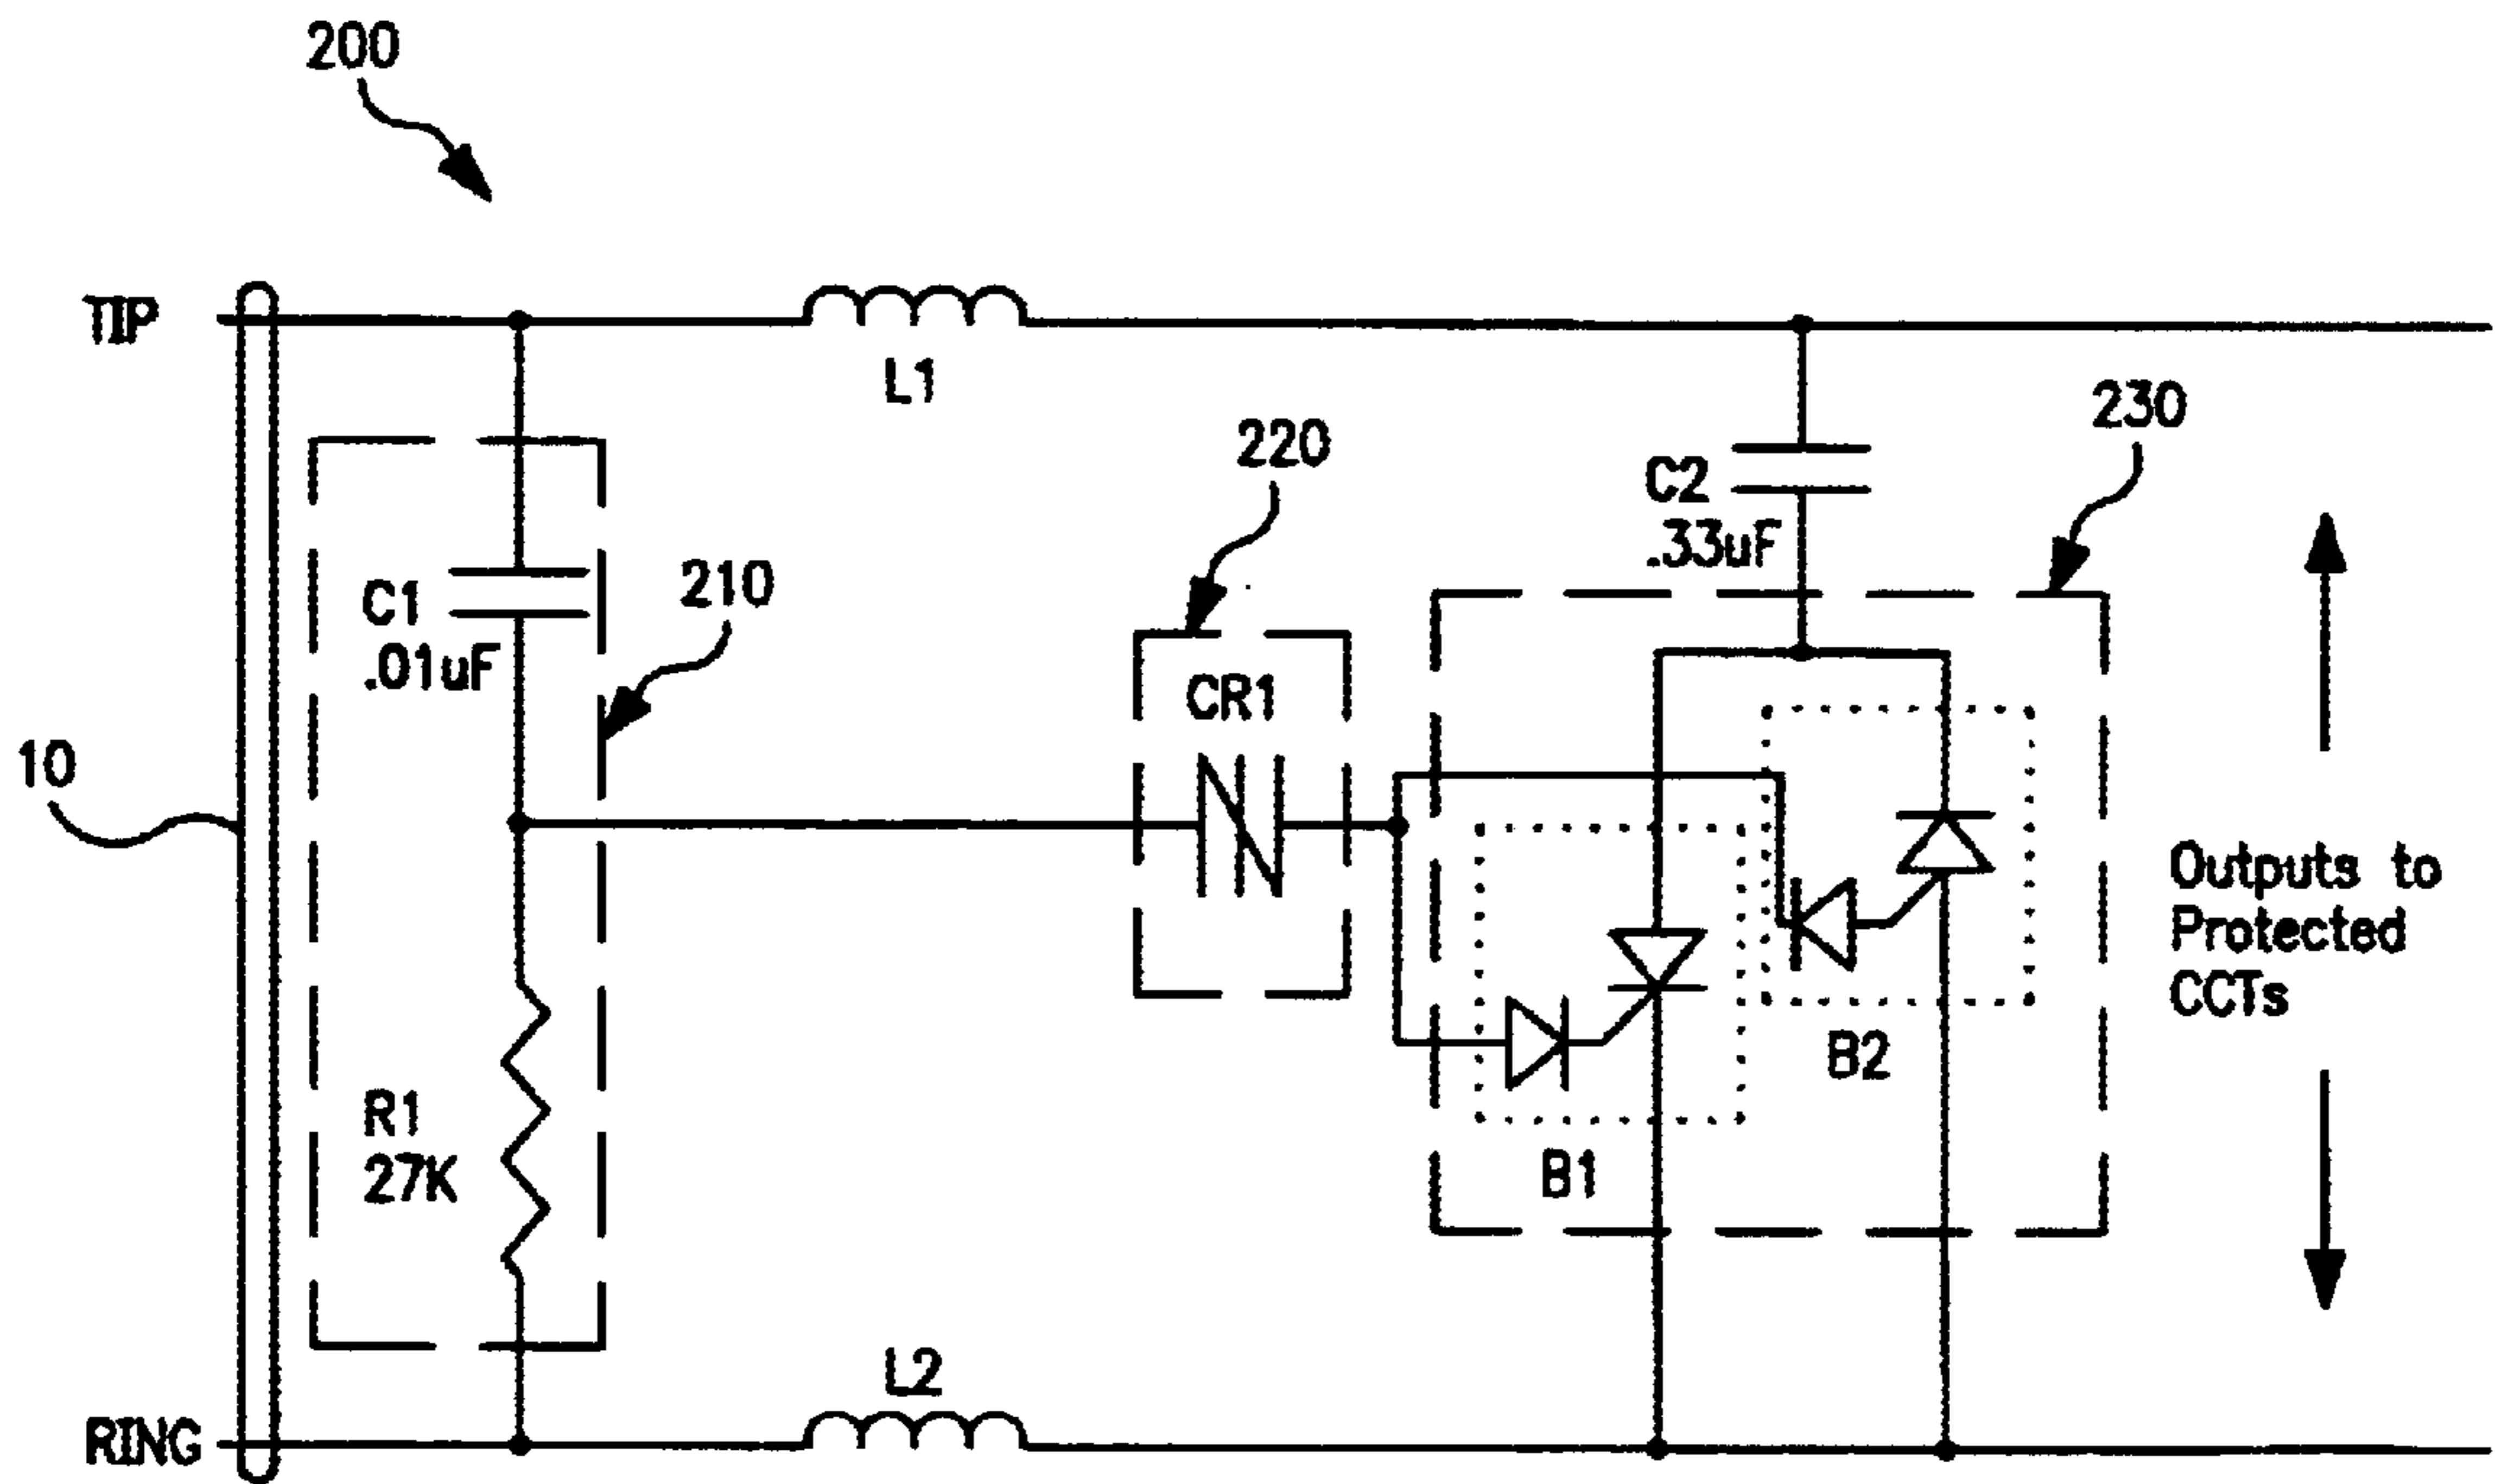 200
TIP
L1
230
220
C2
.33uF
210
C1
.01uF
CR1
10
Outputs to
Protected
CCTs
B2
R1
27K
B1
L2
RING